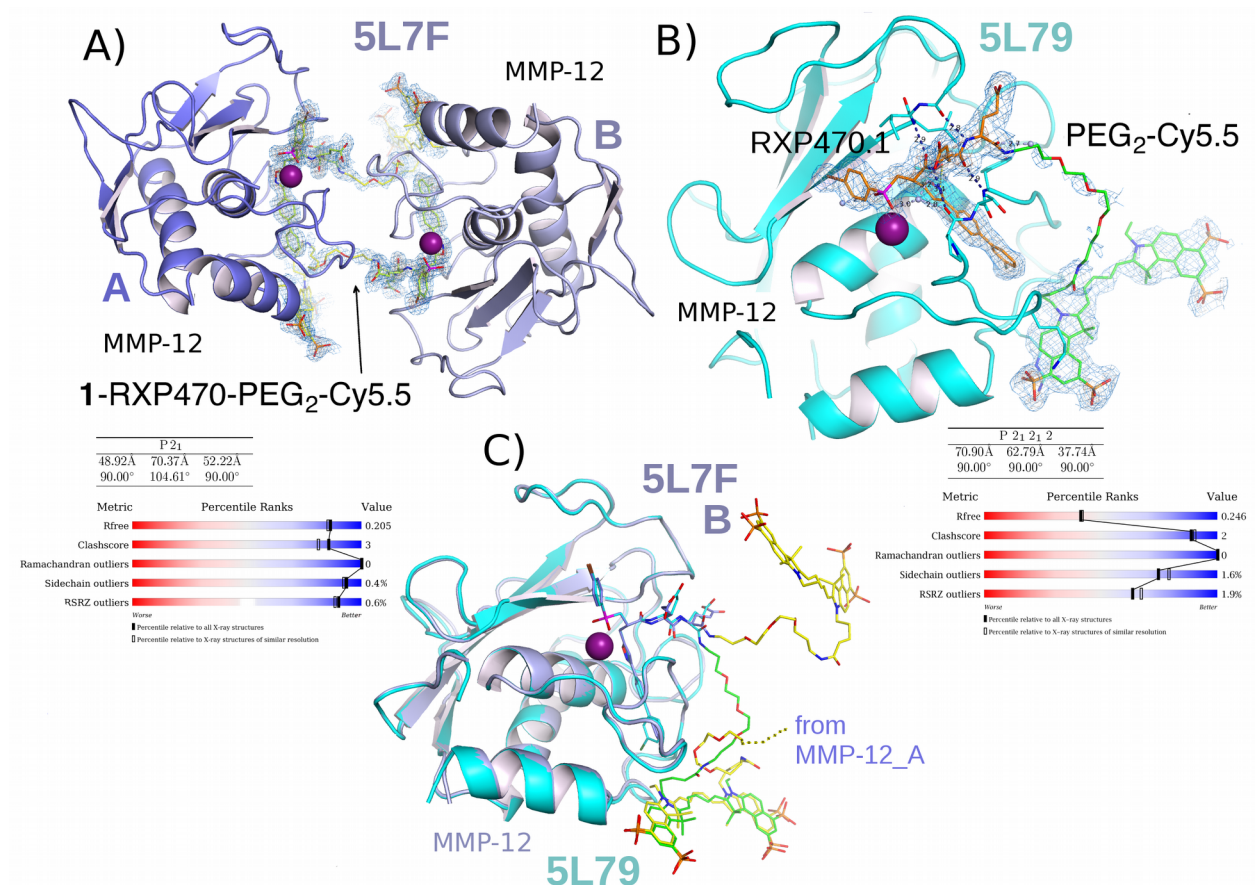 A)
5L7F
MMP-12
B
A
MMP-12
1-RXP470-PEG2-Cy5.5
B)
5L79
RXP470.1
PEG2-Cy5.5
MMP-12
P 21
48.92Å 70.37Å 52.22Å
90.00° 104.61° 90.00°
Metric Percentile Ranks Value
Rfree 0.205
Clashscore 3
Ramachandran outliers 0
Sidechain outliers 0.4%
RSRZ outliers 0.6%
Worse Better
Percentile relative to all X-ray structures
Percentile relative to X-ray structures of similar resolution
P 21 21 2
70.90Å 62.79Å 37.74Å
90.00° 90.00° 90.00°
Metric Percentile Ranks Value
Rfree 0.246
Clashscore 2
Ramachandran outliers 0
Sidechain outliers 1.6%
RSRZ outliers 1.9%
Worse Better
Percentile relative to all X-ray structures
Percentile relative to X-ray structures of similar resolution
C)
5L7F
B
from
MMP-12_A
MMP-12
5L79